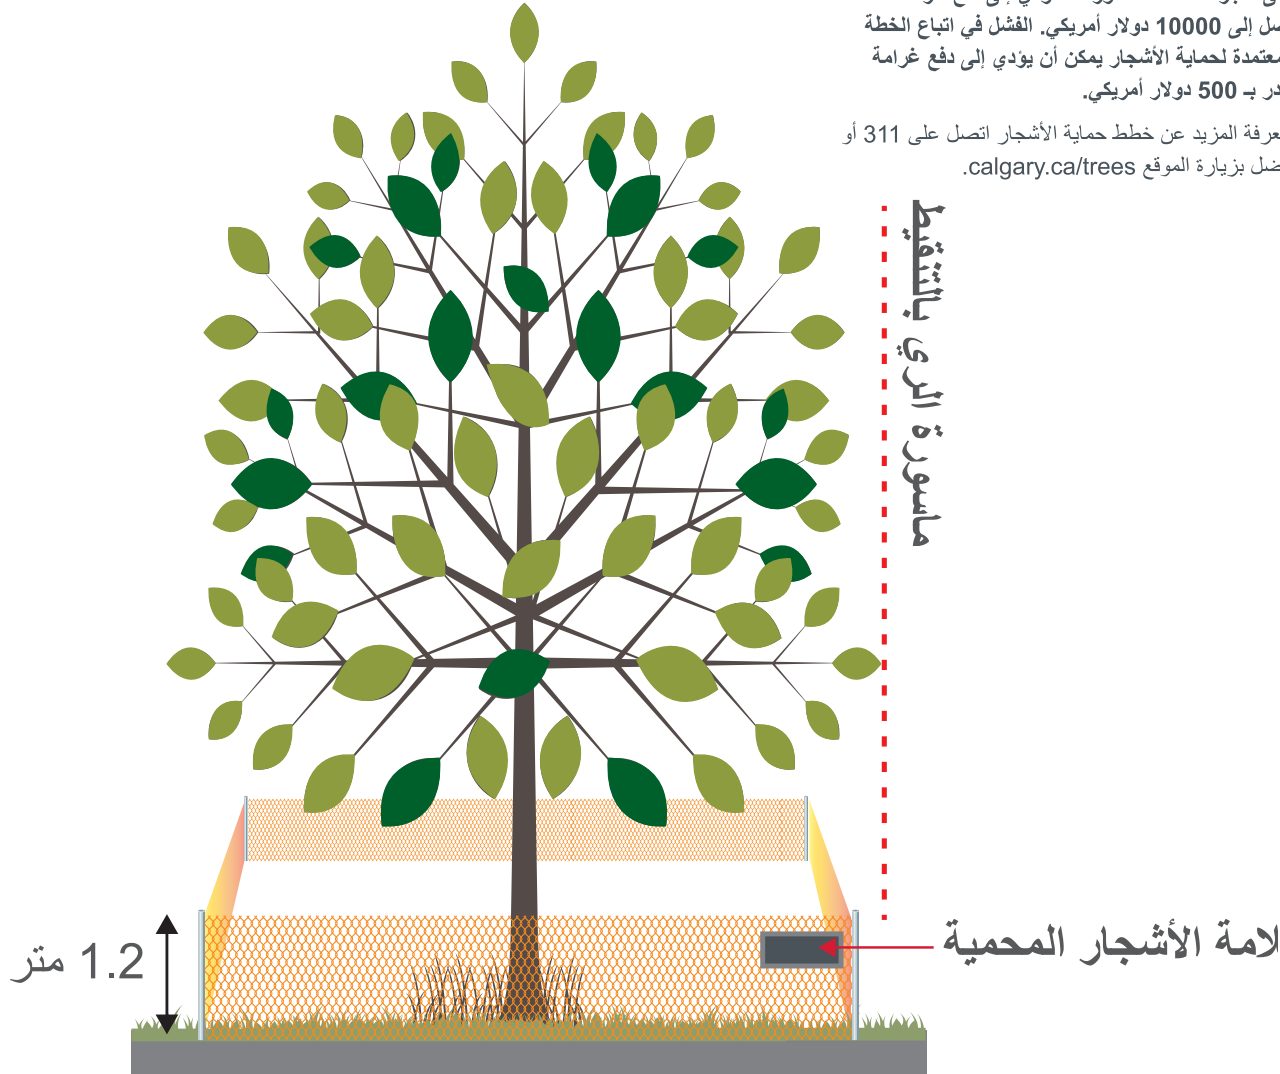 صل إلى 10000 دولار أمريكي. الفشل في اتباع الخطة
معتمدة لحماية الأشجار يمكن أن يؤدي إلى دفع غرامة
در بـ 500 دولار أمريكي.
عرفة المزيد عن خطط حماية الأشجار اتصل على 311 أو
ضل بزيارة الموقع calgary.ca/trees.
ماسورة الري بالتنقيط
لامة الأشجار المحمية
1.2 متر